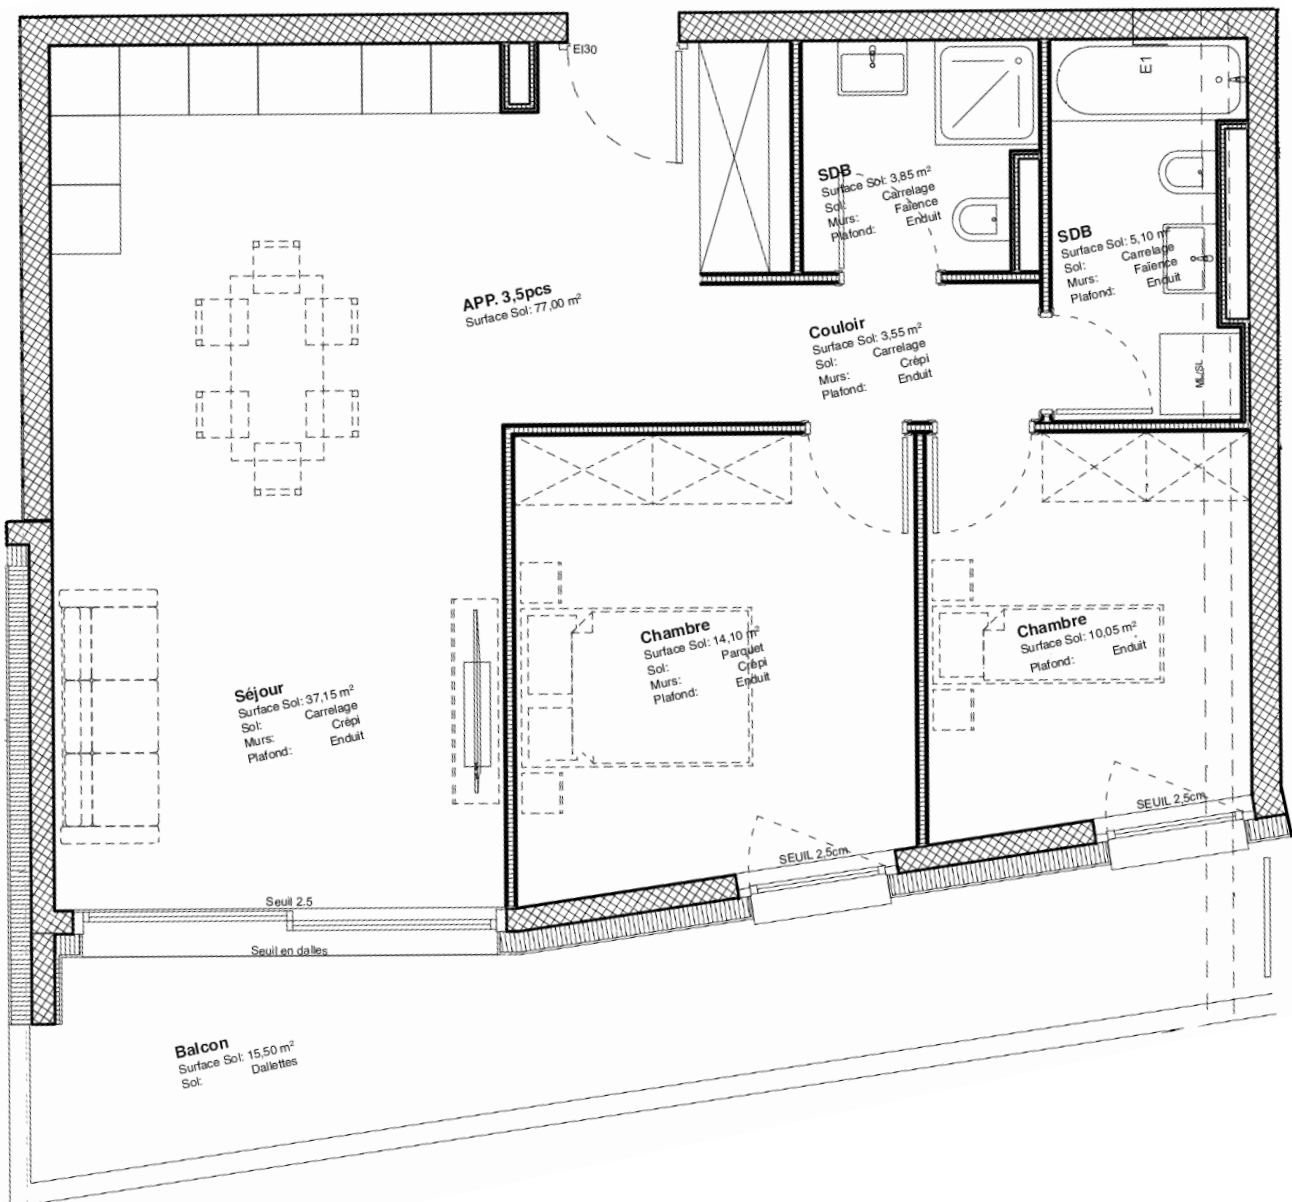 EI30
E1
SDB
Surface Sol: 3,85 m²
Sol: Carrelage
Murs: Faïence
Plafond: Enduit
SDB
Surface Sol: 5,10 m²
Sol: Carrelage
Murs: Faïence
Plafond: Enduit
APP. 3,5pcs
Surface Sol: 77,00 m²
Couloir
Surface Sol: 3,55 m²
Sol: Carrelage
Murs: Crépi
Plafond: Enduit
ML/SL
Chambre
Surface Sol: 14,10 m²
Sol: Parquet
Murs: Crépi
Plafond: Enduit
Chambre
Surface Sol: 10,05 m²
Plafond: Enduit
Séjour
Surface Sol: 37,15 m²
Sol: Carrelage
Murs: Crépi
Plafond: Enduit
SEUIL 2,5cm
SEUIL 2,5cm
Seuil 2.5
Seuil en dalles
Balcon
Surface Sol: 15,50 m²
Sol: Dallettes